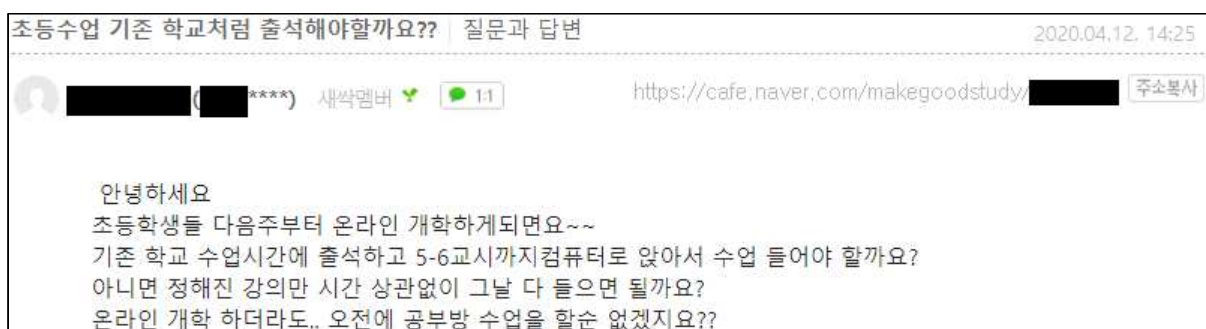 초등수업 기존 학교처럼 출석해야할까요?? 질문과 답변 2020.04.12. 14:25
( ****) 새싹멤버 1:1 https://cafe.naver.com/makegoodstudy/ 주소복사
안녕하세요
초등학생들 다음주부터 온라인 개학하게되면요~~
기존 학교 수업시간에 출석하고 5-6교시까지컴퓨터로 앉아서 수업 들어야 할까요?
아니면 정해진 강의만 시간 상관없이 그날 다 들으면 될까요?
온라인 개학 하더라도.. 오전에 공부방 수업을 할순 없겠지요??